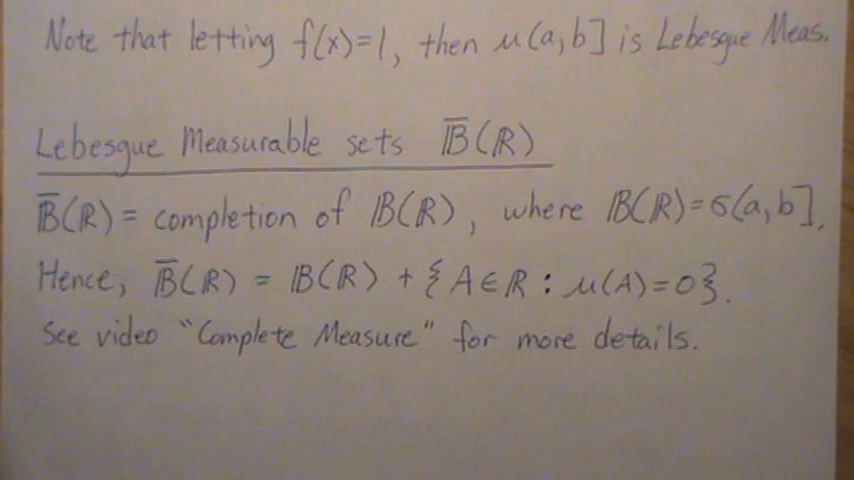 Note that letting f(x)=1, then μ(a,b] is Lebesgue Meas.
Lebesgue Measurable sets B̅(ℝ)
B̅(ℝ) = completion of B(ℝ), where B(ℝ)=σ(a,b].
Hence, B̅(ℝ) = B(ℝ) + {A∈ℝ : μ(A)=0}.
See video "Complete Measure" for more details.